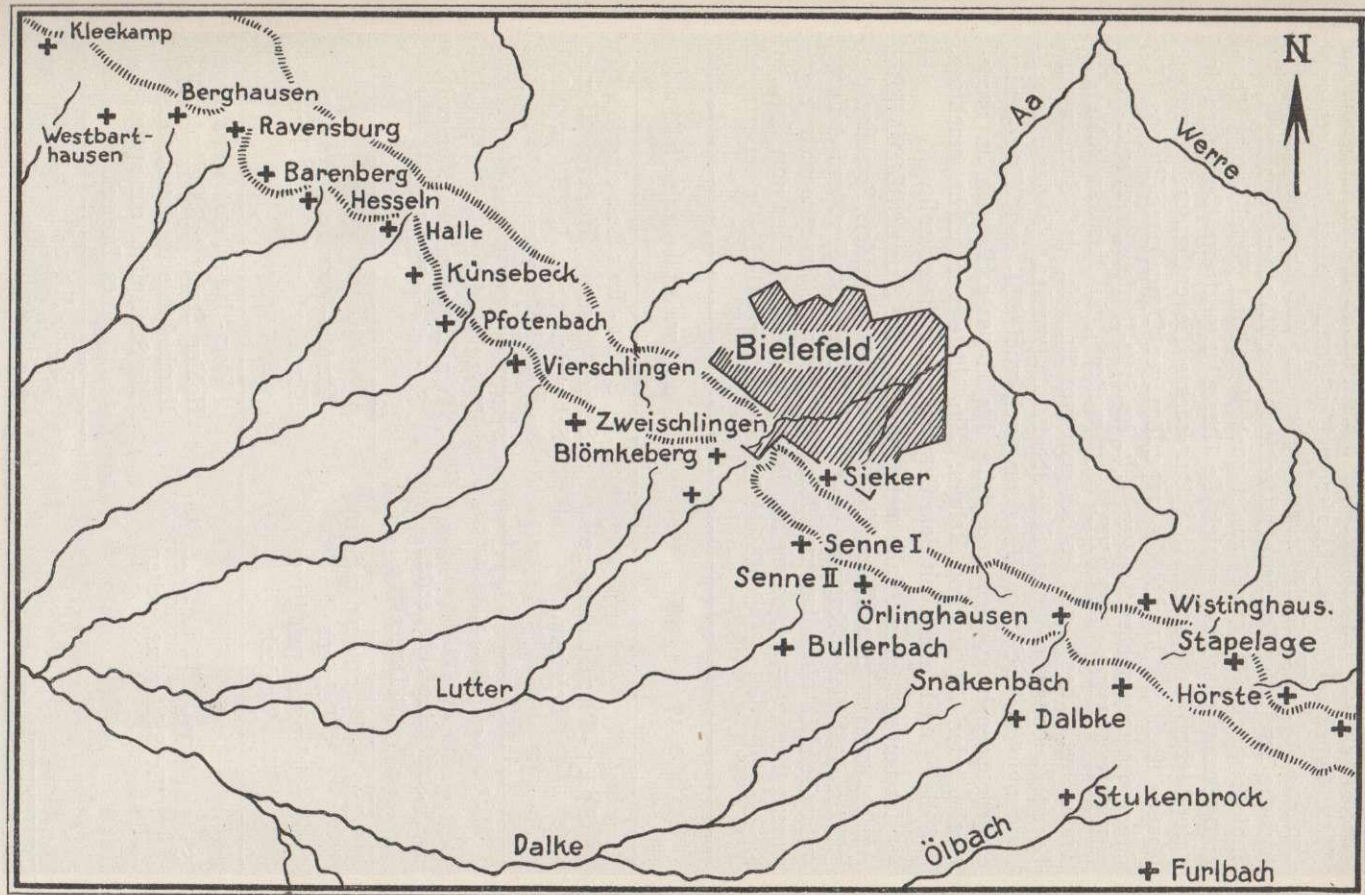 Kleekamp
N
Berghausen
Aa
Ravensburg
Westbart-
hausen
Werre
Barenberg
Hesseln
Halle
Künsebeck
Pfotenbach
Bielefeld
Vierschlingen
Zweischlingen
Blömkeberg
Sieker
Senne I
Senne II
Wistinghaus.
Örlinghausen
Stapelage
Bullerbach
Snakenbach
Lutter
Hörste
Dalbke
Stukenbrock
Dalke
Ölbach
Furlbach